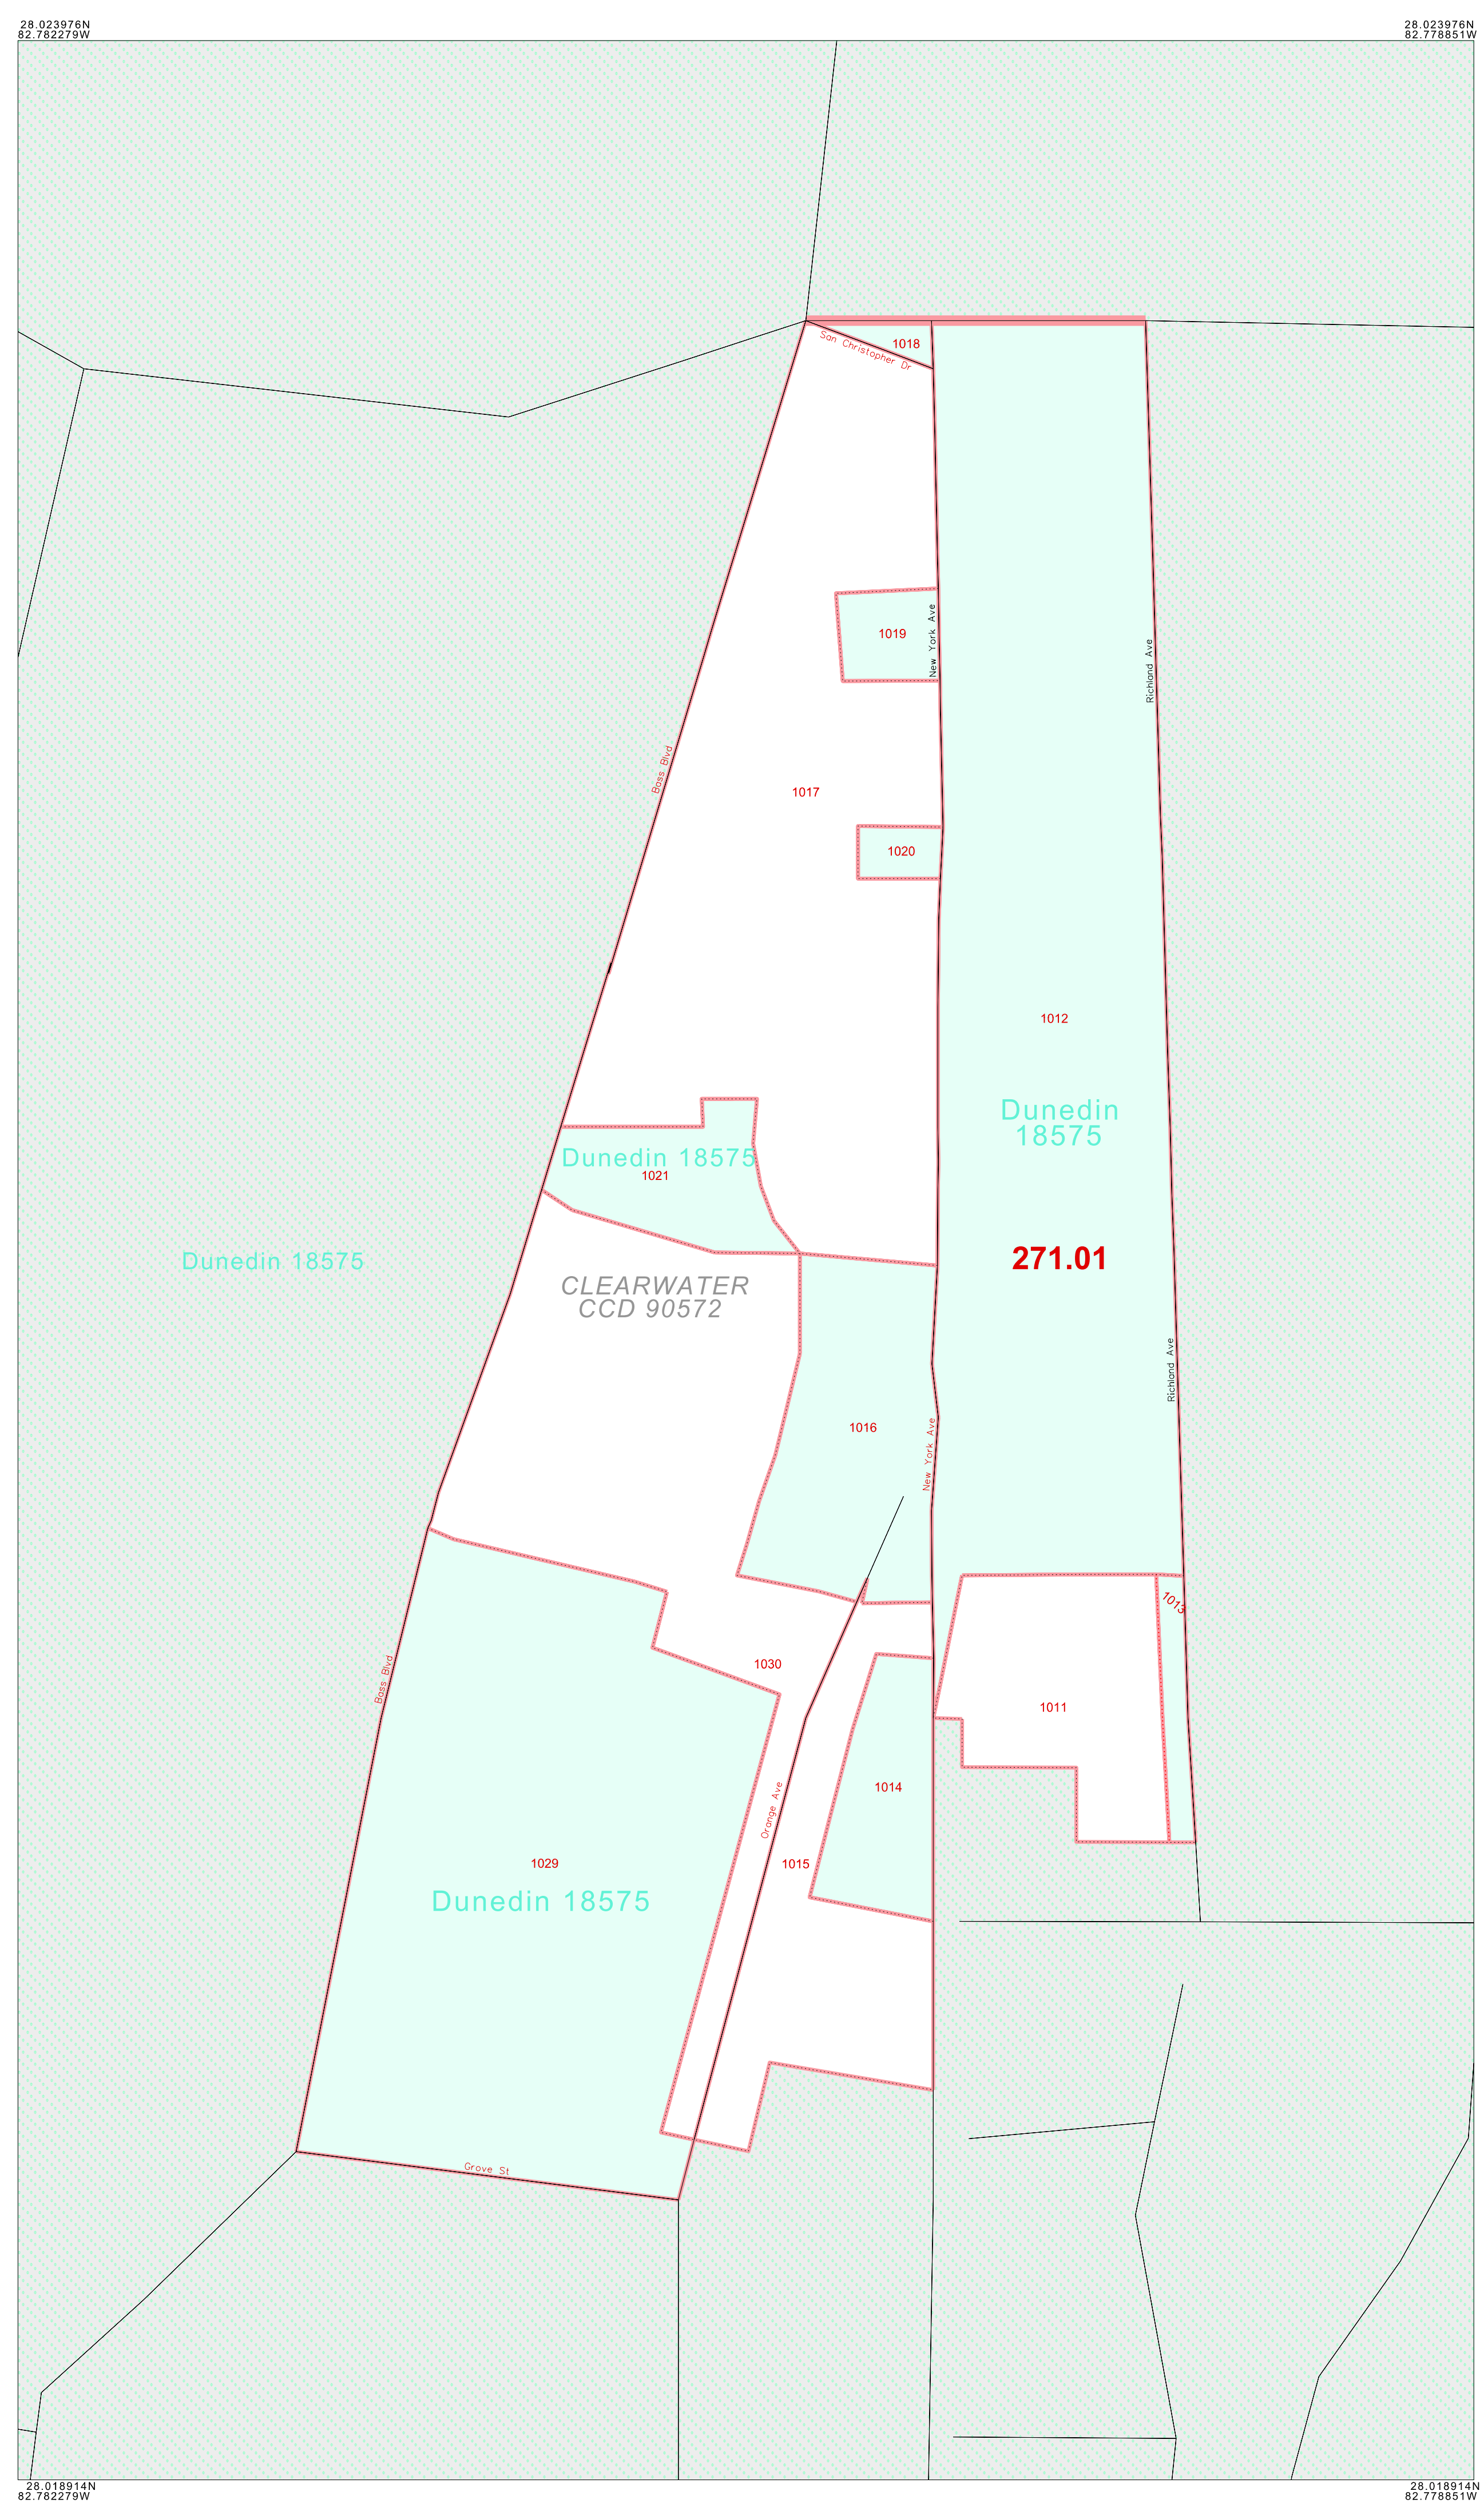 28.023976N
82.782279W
28.023976N
82.778851W
1018
San Christopher Dr
1019
New York Ave
Richland Ave
Bass Blvd
1017
1020
1012
Dunedin
18575
Dunedin 18575
1021
Dunedin 18575
271.01
CLEARWATER
CCD 90572
Richland Ave
1016
New York Ave
1013
1030
Bass Blvd
1011
1014
Orange Ave
1029
1015
Dunedin 18575
Grove St
28.018914N
82.782279W
28.018914N
82.778851W